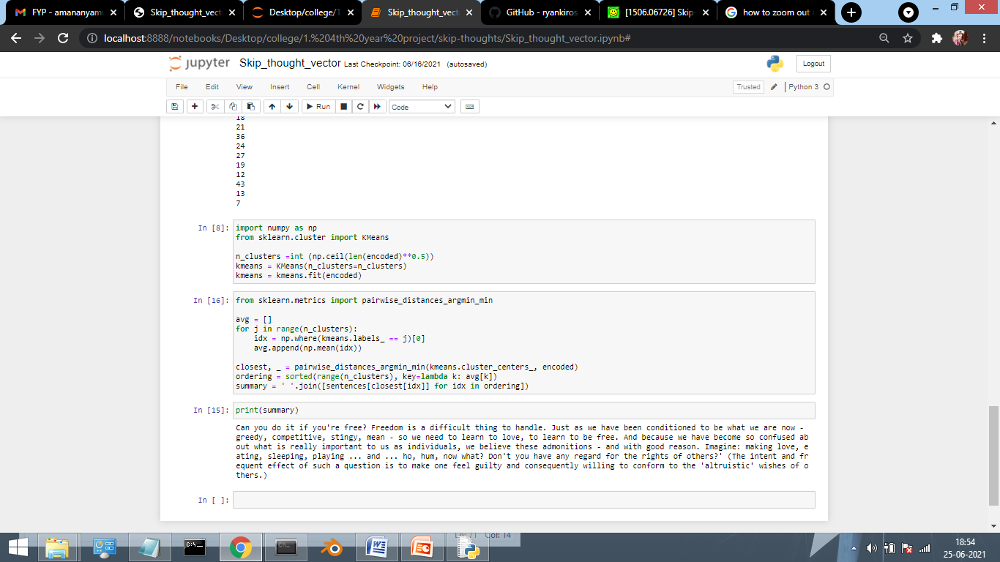 FYP - amananyam
Skip_thought_vect
Desktop/college/1
Skip_thought_vect
GitHub - ryankiros
[1506.06726] Skip
how to zoom out i
localhost:8888/notebooks/Desktop/college/1.%204th%20year%20project/skip-thoughts/Skip_thought_vector.ipynb#
jupyter Skip_thought_vector Last Checkpoint: 06/16/2021 (autosaved)
Logout
File Edit View Insert Cell Kernel Widgets Help
Trusted Python 3
Run Code
18
21
36
24
27
19
12
43
13
7
In [8]: import numpy as np
from sklearn.cluster import KMeans
n_clusters =int (np.ceil(len(encoded)**0.5))
kmeans = KMeans(n_clusters=n_clusters)
kmeans = kmeans.fit(encoded)
In [16]: from sklearn.metrics import pairwise_distances_argmin_min
avg = []
for j in range(n_clusters):
    idx = np.where(kmeans.labels_ == j)[0]
    avg.append(np.mean(idx))
closest, _ = pairwise_distances_argmin_min(kmeans.cluster_centers_, encoded)
ordering = sorted(range(n_clusters), key=lambda k: avg[k])
summary = ' '.join([sentences[closest[idx]] for idx in ordering])
In [15]: print(summary)
Can you do it if you're free? Freedom is a difficult thing to handle. Just as we have been conditioned to be what we are now -
greedy, competitive, stingy, mean - so we need to learn to love, to learn to be free. And because we have become so confused ab
out what is really important to us as individuals, we believe these admonitions - and with good reason. Imagine: making love, e
ating, sleeping, playing ... and ... ho, hum, now what? Don't you have any regard for the rights of others?' (The intent and fr
equent effect of such a question is to make one feel guilty and consequently willing to conform to the 'altruistic' wishes of o
thers.)
In [ ]:
Col: 14
18:54
25-06-2021